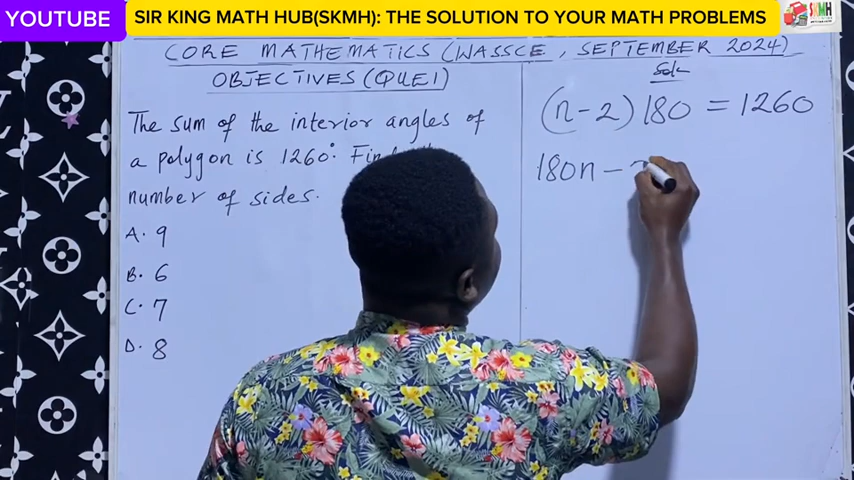 YOUTUBE
SIR KING MATH HUB(SKMH): THE SOLUTION TO YOUR MATH PROBLEMS
SKMH
CORE MATHEMATICS (WASSCE, SEPTEMBER 2024)
OBJECTIVES (QUE1)
The sum of the interior angles of
a polygon is 1260°. Find the
number of sides.
A. 9
B. 6
C. 7
D. 8
Soln
(n-2)180 = 1260
180n -